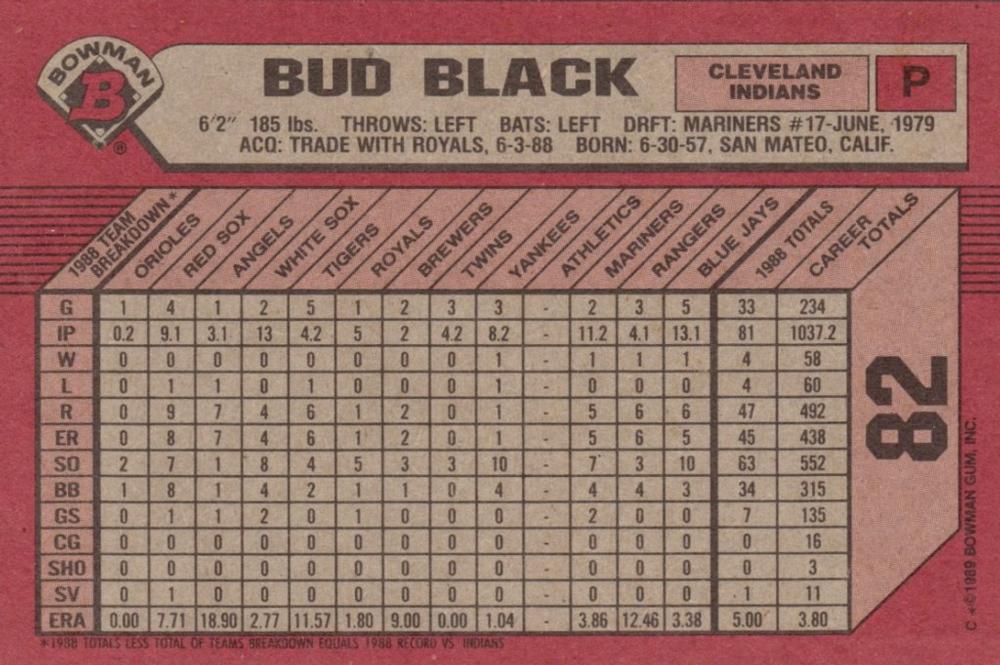 BOWMAN
B
®
BUD BLACK
CLEVELAND
INDIANS
P
6'2" 185 lbs. THROWS: LEFT BATS: LEFT DRFT: MARINERS #17-JUNE, 1979
ACQ: TRADE WITH ROYALS, 6-3-88 BORN: 6-30-57, SAN MATEO, CALIF.
1988 TEAM BREAKDOWN* ORIOLES RED SOX ANGELS WHITE SOX TIGERS ROYALS BREWERS TWINS YANKEES ATHLETICS MARINERS RANGERS BLUE JAYS 1988 TOTALS CAREER TOTALS
G 1 4 1 2 5 1 2 3 3 - 2 3 5 33 234
IP 0.2 9.1 3.1 13 4.2 5 2 4.2 8.2 - 11.2 4.1 13.1 81 1037.2
W 0 0 0 0 0 0 0 0 1 - 1 1 1 4 58
L 0 1 1 0 1 0 0 0 1 - 0 0 0 4 60
R 0 9 7 4 6 1 2 0 1 - 5 6 6 47 492
ER 0 8 7 4 6 1 2 0 1 - 5 6 5 45 438
SO 2 7 1 8 4 5 3 3 10 - 7 3 10 63 552
BB 1 8 1 4 2 1 1 0 4 - 4 4 3 34 315
GS 0 1 1 2 0 1 0 0 0 - 2 0 0 7 135
CG 0 0 0 0 0 0 0 0 0 - 0 0 0 0 16
SHO 0 0 0 0 0 0 0 0 0 - 0 0 0 0 3
SV 0 1 0 0 0 0 0 0 0 - 0 0 0 1 11
ERA 0.00 7.71 18.90 2.77 11.57 1.80 9.00 0.00 1.04 - 3.86 12.46 3.38 5.00 3.80
82
C *©1989 BOWMAN GUM, INC.
*1988 TOTALS LESS TOTAL OF TEAMS BREAKDOWN EQUALS 1988 RECORD VS. INDIANS